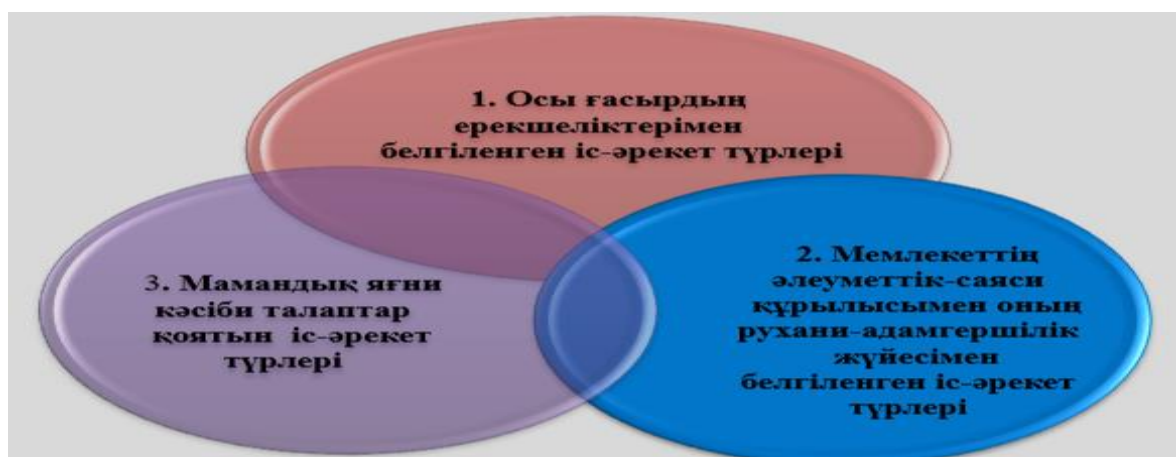 1. Осы ғасырдың
ерекшеліктерімен
белгіленген іс-әрекет түрлері
2. Мемлекеттің
әлеуметтік-саяси
құрылысымен оның
рухани-адамгершілік
жүйесімен
белгіленген іс-әрекет
түрлері
3. Мамандық яғни
кәсіби талаптар
қоятын іс-әрекет
түрлері